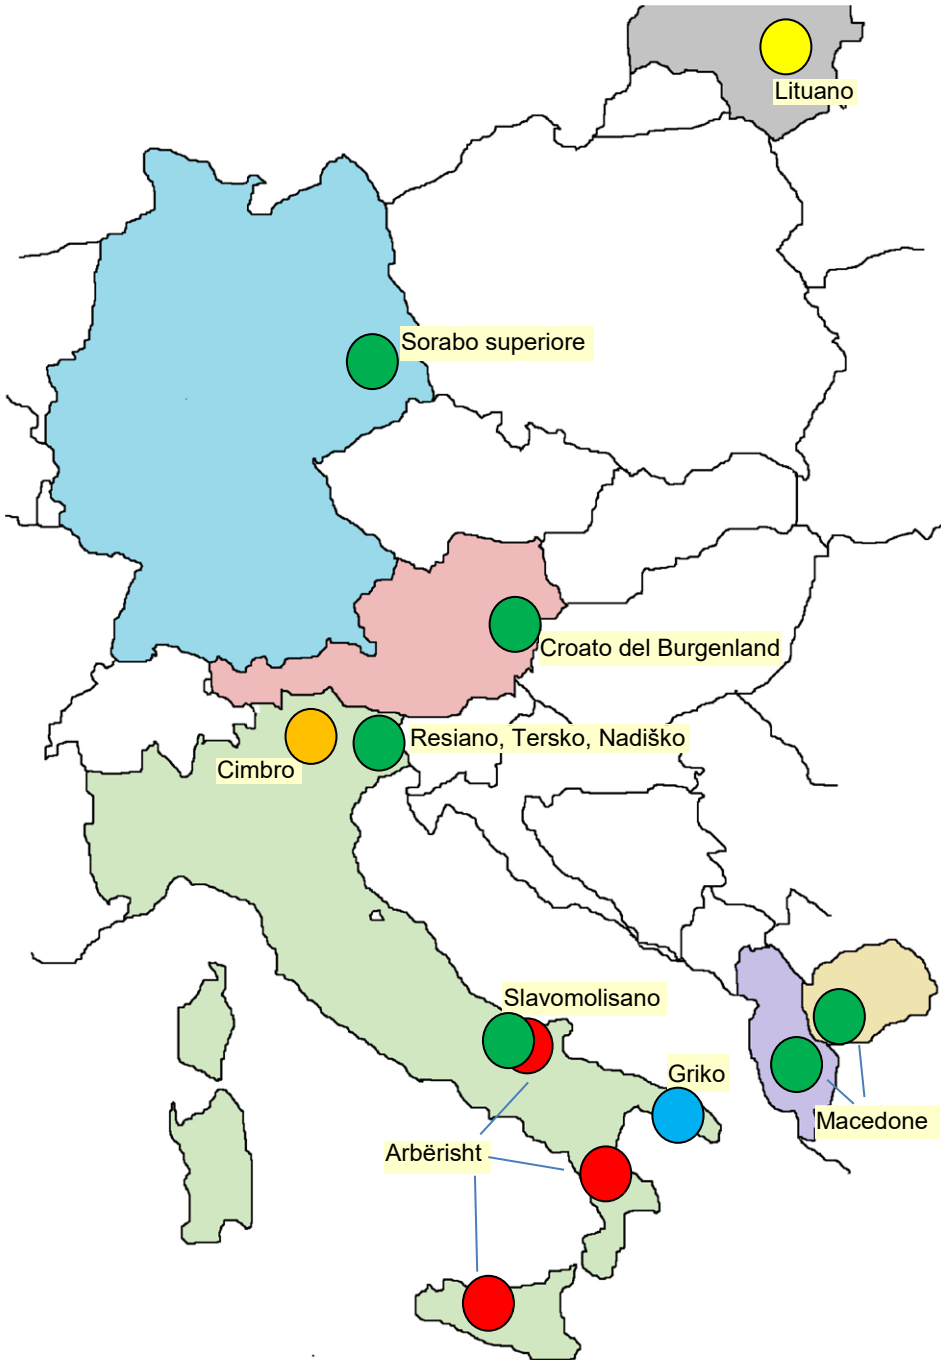 Lituano
Sorabo superiore
Croato del Burgenland
Resiano, Tersko, Nadiško
Cimbro
Slavomolisano
Griko
Macedone
Arbërisht